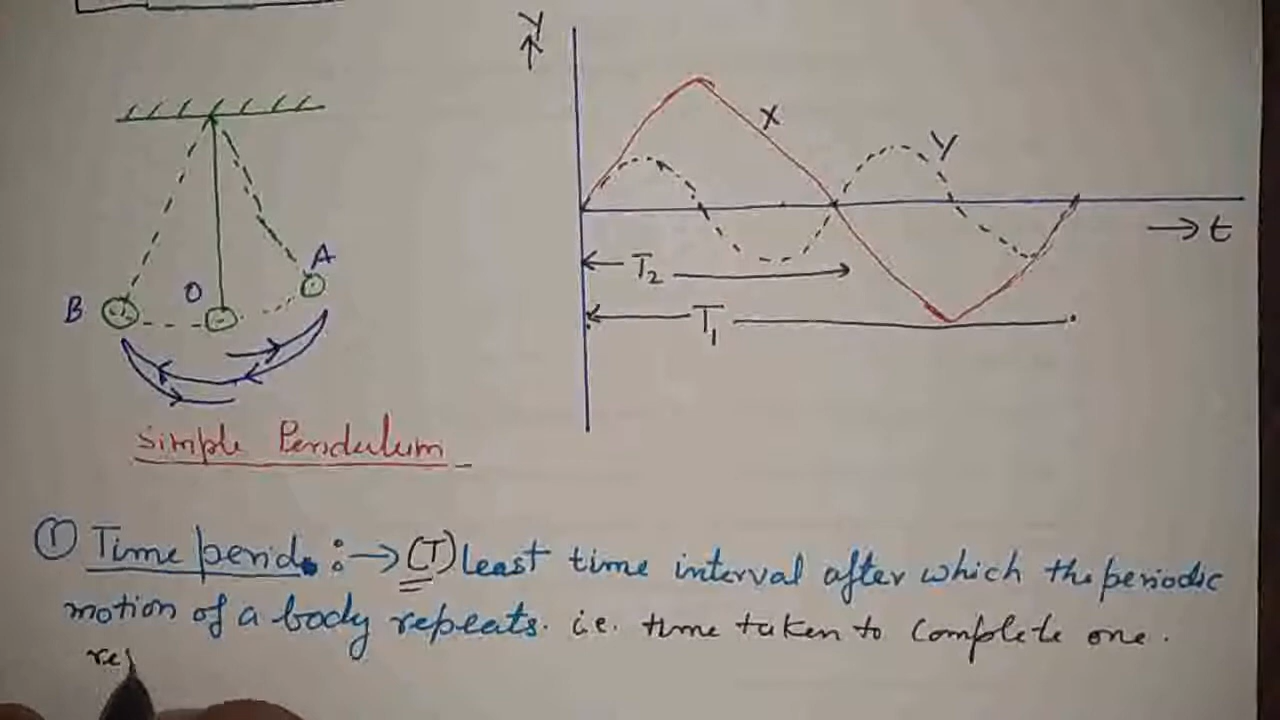 Y
X
Y
→ t
T2
T1
A
O
B
Simple Pendulum
① Time period :→ (T) least time interval after which the periodic
motion of a body repeats. i.e. time taken to complete one.